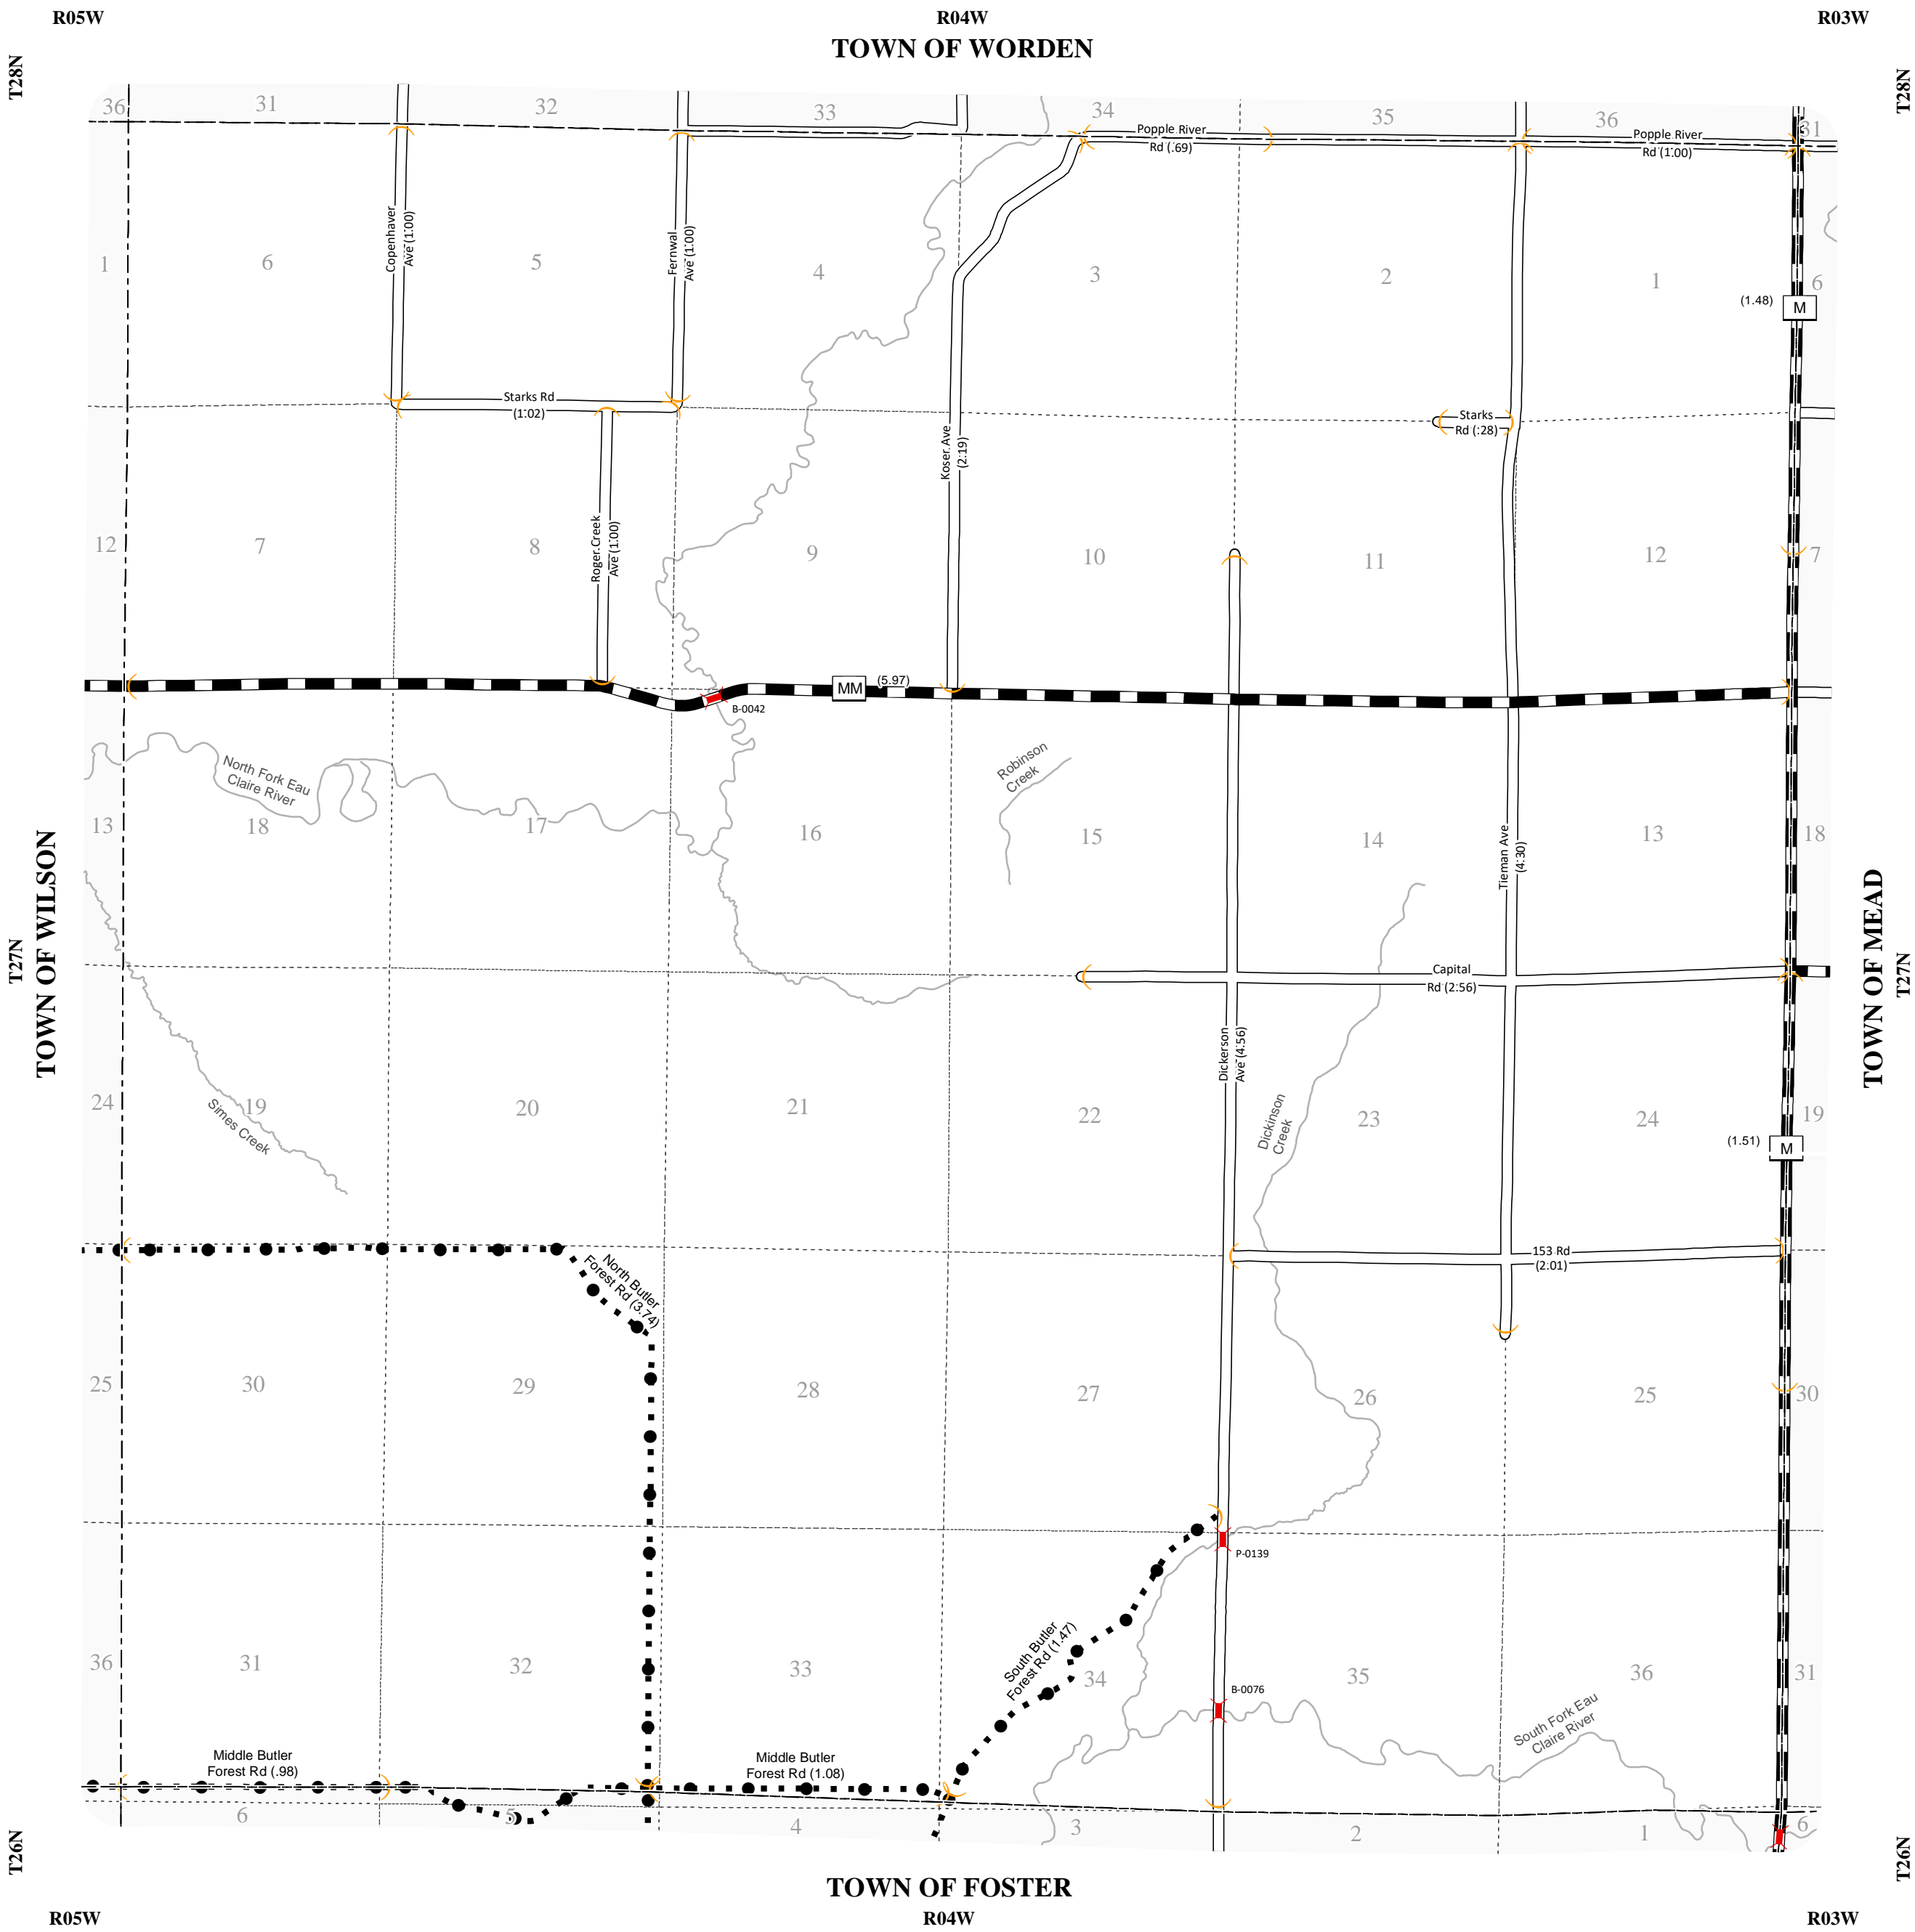 R05W
R04W
R03W
TOWN OF WORDEN
T28N
T28N
36
31
32
33
34
35
36
31
Popple River
Rd (.69)
Popple River
Rd (1.00)
Copenhaver
Ave (1.00)
Fernwal
Ave (1.00)
1
6
5
4
3
2
1
6
(1.48)
M
Starks Rd
(1.02)
Starks
Rd (.28)
Koser Ave
(2.19)
Roger Creek
Ave (1.00)
12
7
8
9
10
11
12
7
MM
(5.97)
B-0042
North Fork Eau
Claire River
Robinson
Creek
13
18
17
16
15
14
13
18
Tieman Ave
(4.30)
TOWN OF WILSON
TOWN OF MEAD
T27N
T27N
Capital
Rd (2.56)
Dickerson
Ave (4.56)
24
19
20
21
22
23
24
19
Simes Creek
Dickinson
Creek
(1.51)
M
North Butler
Forest Rd (3.74)
153 Rd
(2.01)
25
30
29
28
27
26
25
30
P-0139
South Butler
Forest Rd (1.47)
36
31
32
33
34
35
36
31
B-0076
South Fork Eau
Claire River
Middle Butler
Forest Rd (.98)
Middle Butler
Forest Rd (1.08)
6
5
4
3
2
1
6
T26N
T26N
TOWN OF FOSTER
R05W
R04W
R03W